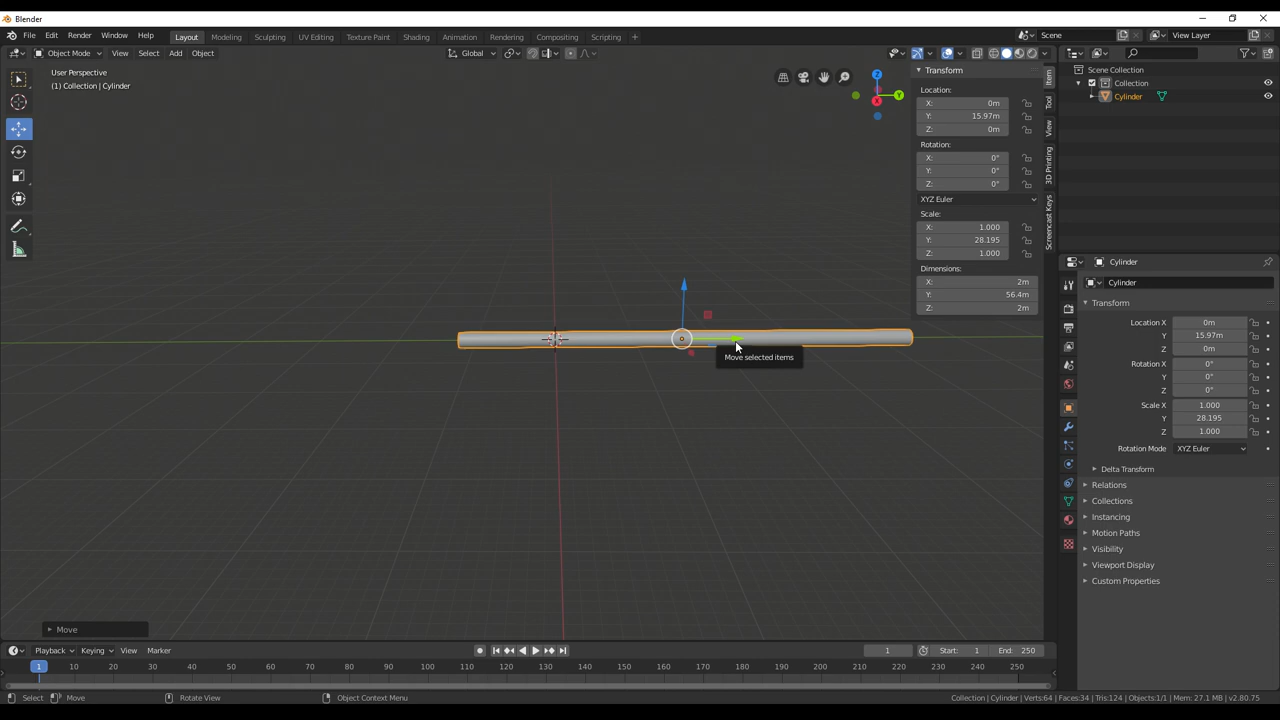 Blender
File Edit Render Window Help Layout Modeling Sculpting UV Editing Texture Paint Shading Animation Rendering Compositing Scripting + Scene View Layer
Object Mode View Select Add Object Global
User Perspective
(1) Collection | Cylinder
Z
Y
X
Transform
Location:
X: 0m
Y: 15.97m
Z: 0m
Rotation:
X: 0°
Y: 0°
Z: 0°
XYZ Euler
Scale:
X: 1.000
Y: 28.195
Z: 1.000
Dimensions:
X: 2m
Y: 56.4m
Z: 2m
Item
Tool
View
3D Printing
Screencast Keys
Scene Collection
Collection
Cylinder
Cylinder
Cylinder
Transform
Location X 0m
Y 15.97m
Z 0m
Rotation X 0°
Y 0°
Z 0°
Scale X 1.000
Y 28.195
Z 1.000
Rotation Mode XYZ Euler
Delta Transform
Relations
Collections
Instancing
Motion Paths
Visibility
Viewport Display
Custom Properties
Move selected items
Move
Playback Keying View Marker 1 Start: 1 End: 250
1 10 20 30 40 50 60 70 80 90 100 110 120 130 140 150 160 170 180 190 200 210 220 230 240 250
Select Move Rotate View Object Context Menu Collection | Cylinder | Verts:64 | Faces:34 | Tris:124 | Objects:1/1 | Mem: 27.1 MB | v2.80.75